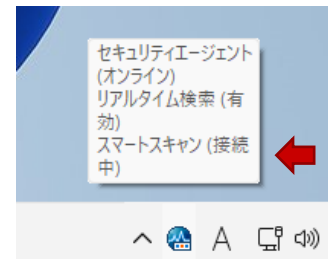 セキュリティエージェント
(オンライン)
リアルタイム検索 (有
効)
スマートスキャン (接続
中)
A